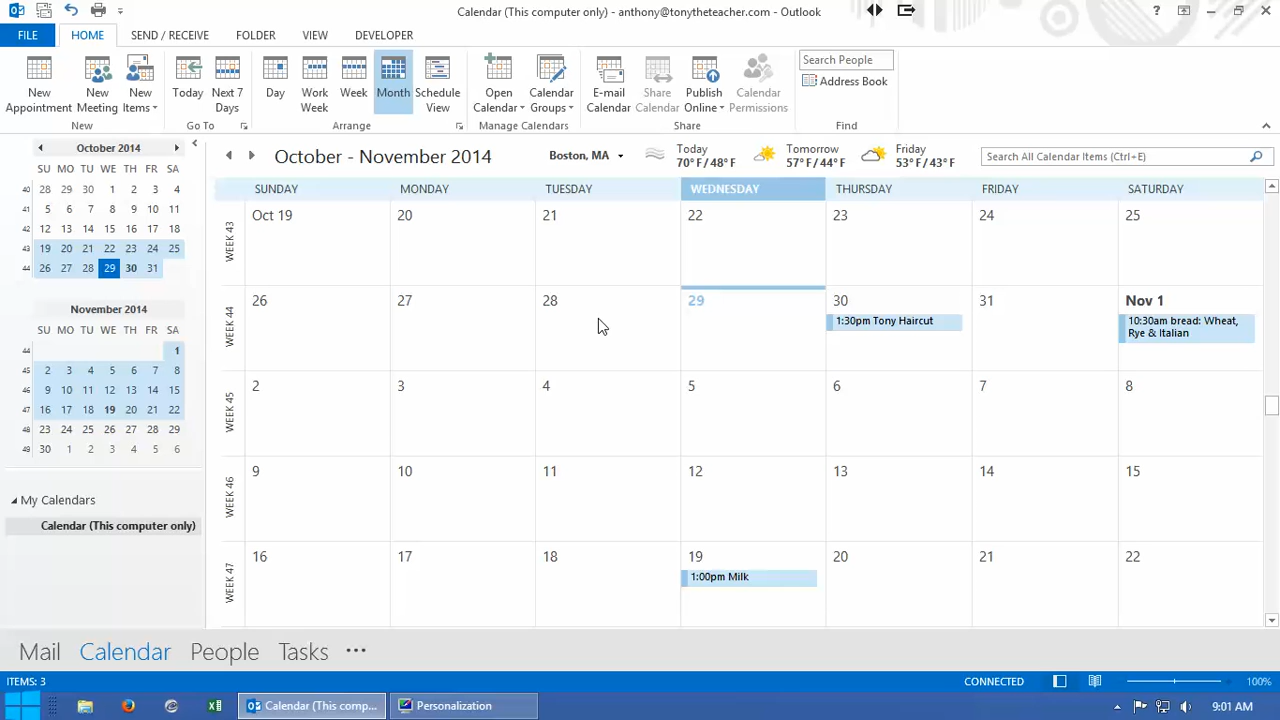 Calendar (This computer only) - anthony@tonytheteacher.com - Outlook
?
FILE HOME SEND / RECEIVE FOLDER VIEW DEVELOPER
New Appointment
New Meeting
New Items
Today
Next 7 Days
Day
Work Week
Week
Month
Schedule View
Open Calendar
Calendar Groups
E-mail Calendar
Share Calendar
Publish Online
Calendar Permissions
Search People
Address Book
New Go To Arrange Manage Calendars Share Find
October 2014
SU MO TU WE TH FR SA
40 28 29 30 1 2 3 4
41 5 6 7 8 9 10 11
42 12 13 14 15 16 17 18
43 19 20 21 22 23 24 25
44 26 27 28 29 30 31
November 2014
SU MO TU WE TH FR SA
44 1
45 2 3 4 5 6 7 8
46 9 10 11 12 13 14 15
47 16 17 18 19 20 21 22
48 23 24 25 26 27 28 29
49 30 1 2 3 4 5 6
My Calendars
Calendar (This computer only)
October - November 2014
Boston, MA
Today
70° F / 48° F
Tomorrow
57° F / 44° F
Friday
53° F / 43° F
Search All Calendar Items (Ctrl+E)
SUNDAY MONDAY TUESDAY WEDNESDAY THURSDAY FRIDAY SATURDAY
WEEK 43
Oct 19 20 21 22 23 24 25
WEEK 44
26 27 28 29 30 31 Nov 1
1:30pm Tony Haircut
10:30am bread: Wheat,
Rye & Italian
WEEK 45
2 3 4 5 6 7 8
WEEK 46
9 10 11 12 13 14 15
WEEK 47
16 17 18 19 20 21 22
1:00pm Milk
Mail Calendar People Tasks •••
ITEMS: 3
CONNECTED
100%
Calendar (This comp...
Personalization
9:01 AM